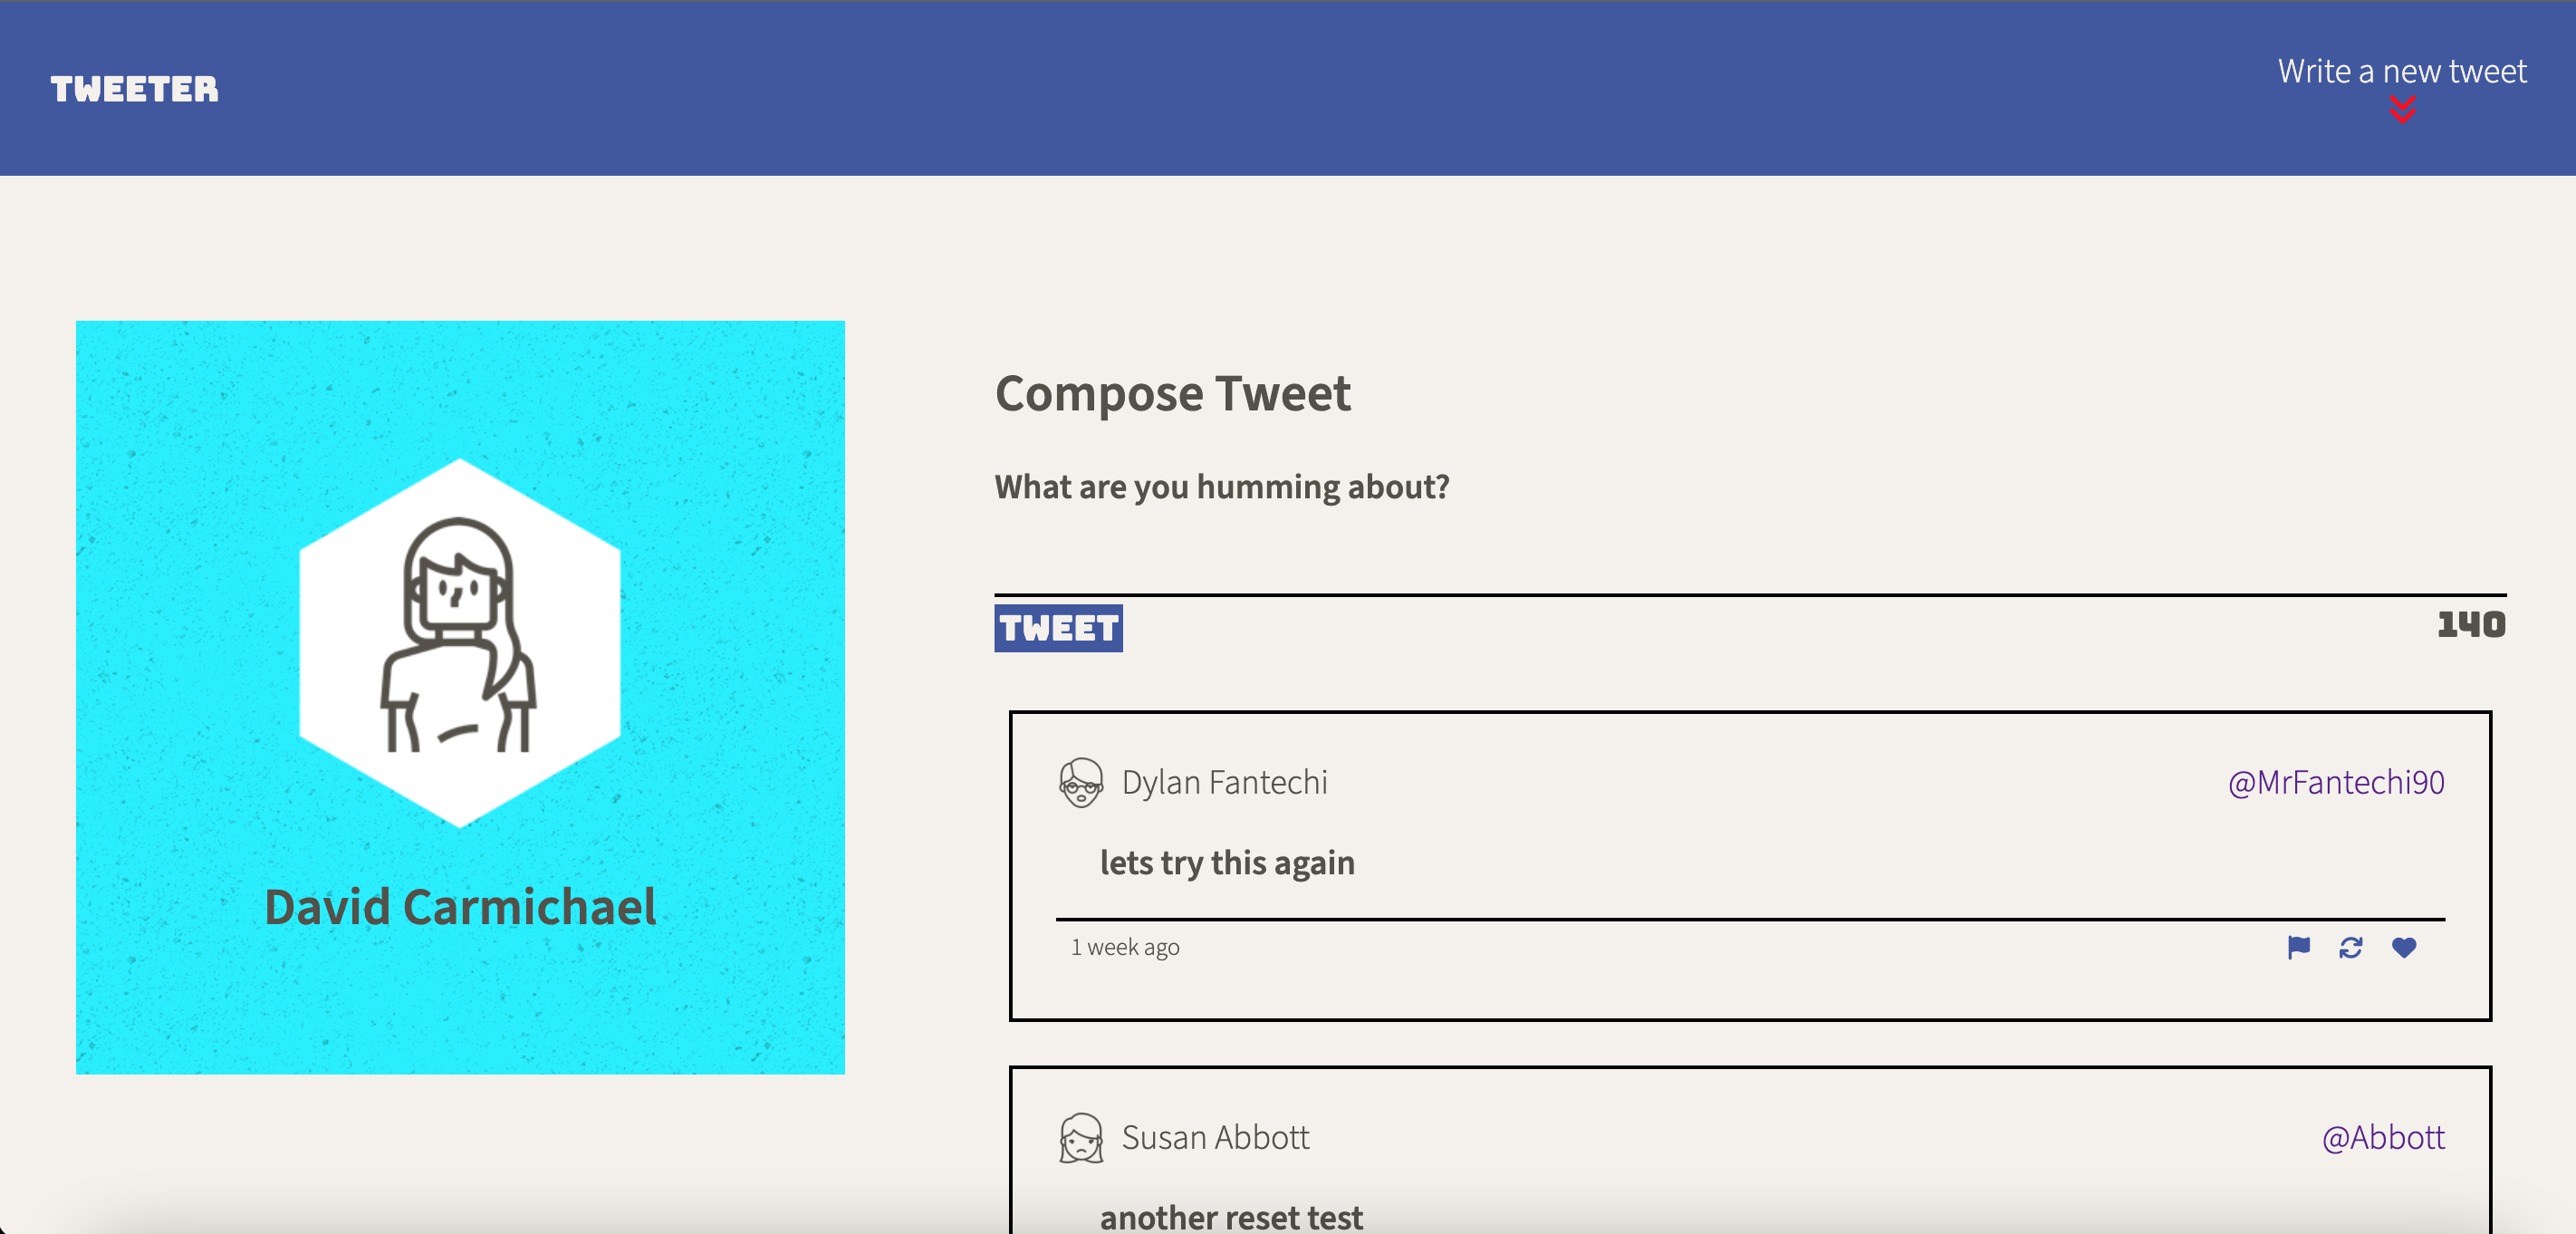 TWEETER
Write a new tweet
David Carmichael
Compose Tweet
What are you humming about?
TWEET
140
Dylan Fantechi
@MrFantechi90
lets try this again
1 week ago
Susan Abbott
@Abbott
another reset test